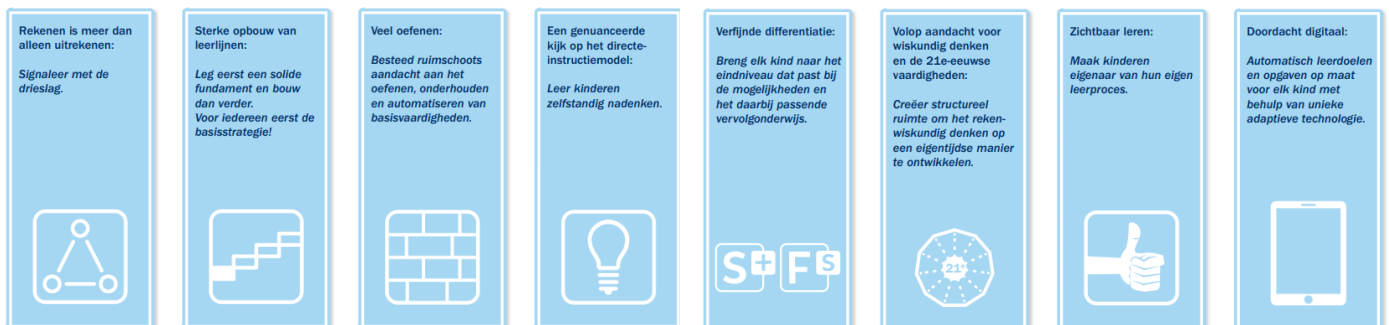 Rekenen is meer dan
alleen uitrekenen:
Signaleer met de
drieslag.
Sterke opbouw van
leerlijnen:
Leg eerst een solide
fundament en bouw
dan verder.
Voor iedereen eerst de
basisstrategie!
Veel oefenen:
Besteed ruimschoots
aandacht aan het
oefenen, onderhouden
en automatiseren van
basisvaardigheden.
Een genuanceerde
kijk op het directe-
instructiemodel:
Leer kinderen
zelfstandig nadenken.
Verfijnde differentiatie:
Breng elk kind naar het
eindniveau dat past bij
de mogelijkheden en
het daarbij passende
vervolgonderwijs.
S+ FS
Volop aandacht voor
wiskundig denken
en de 21e-eeuwse
vaardigheden:
Creëer structureel
ruimte om het reken-
wiskundig denken op
een eigentijdse manier
te ontwikkelen.
21e
Zichtbaar leren:
Maak kinderen
eigenaar van hun eigen
leerproces.
Doordacht digitaal:
Automatisch leerdoelen
en opgaven op maat
voor elk kind met
behulp van unieke
adaptieve technologie.